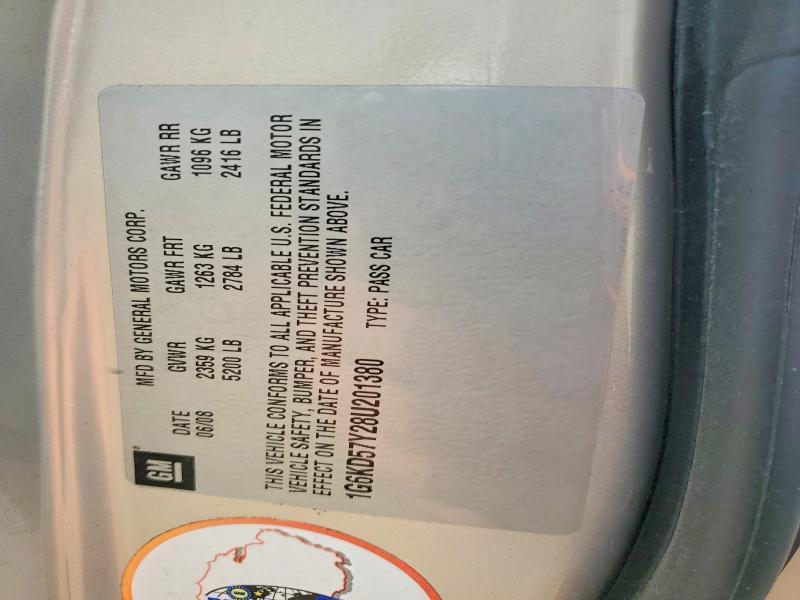 GM
MFD BY GENERAL MOTORS CORP.
DATE GVWR GAWR FRT GAWR RR
06/08 2359 KG 1263 KG 1096 KG
5200 LB 2784 LB 2416 LB
THIS VEHICLE CONFORMS TO ALL APPLICABLE U.S. FEDERAL MOTOR
VEHICLE SAFETY, BUMPER, AND THEFT PREVENTION STANDARDS IN
EFFECT ON THE DATE OF MANUFACTURE SHOWN ABOVE.
1G6KD57Y28U201380 TYPE: PASS CAR